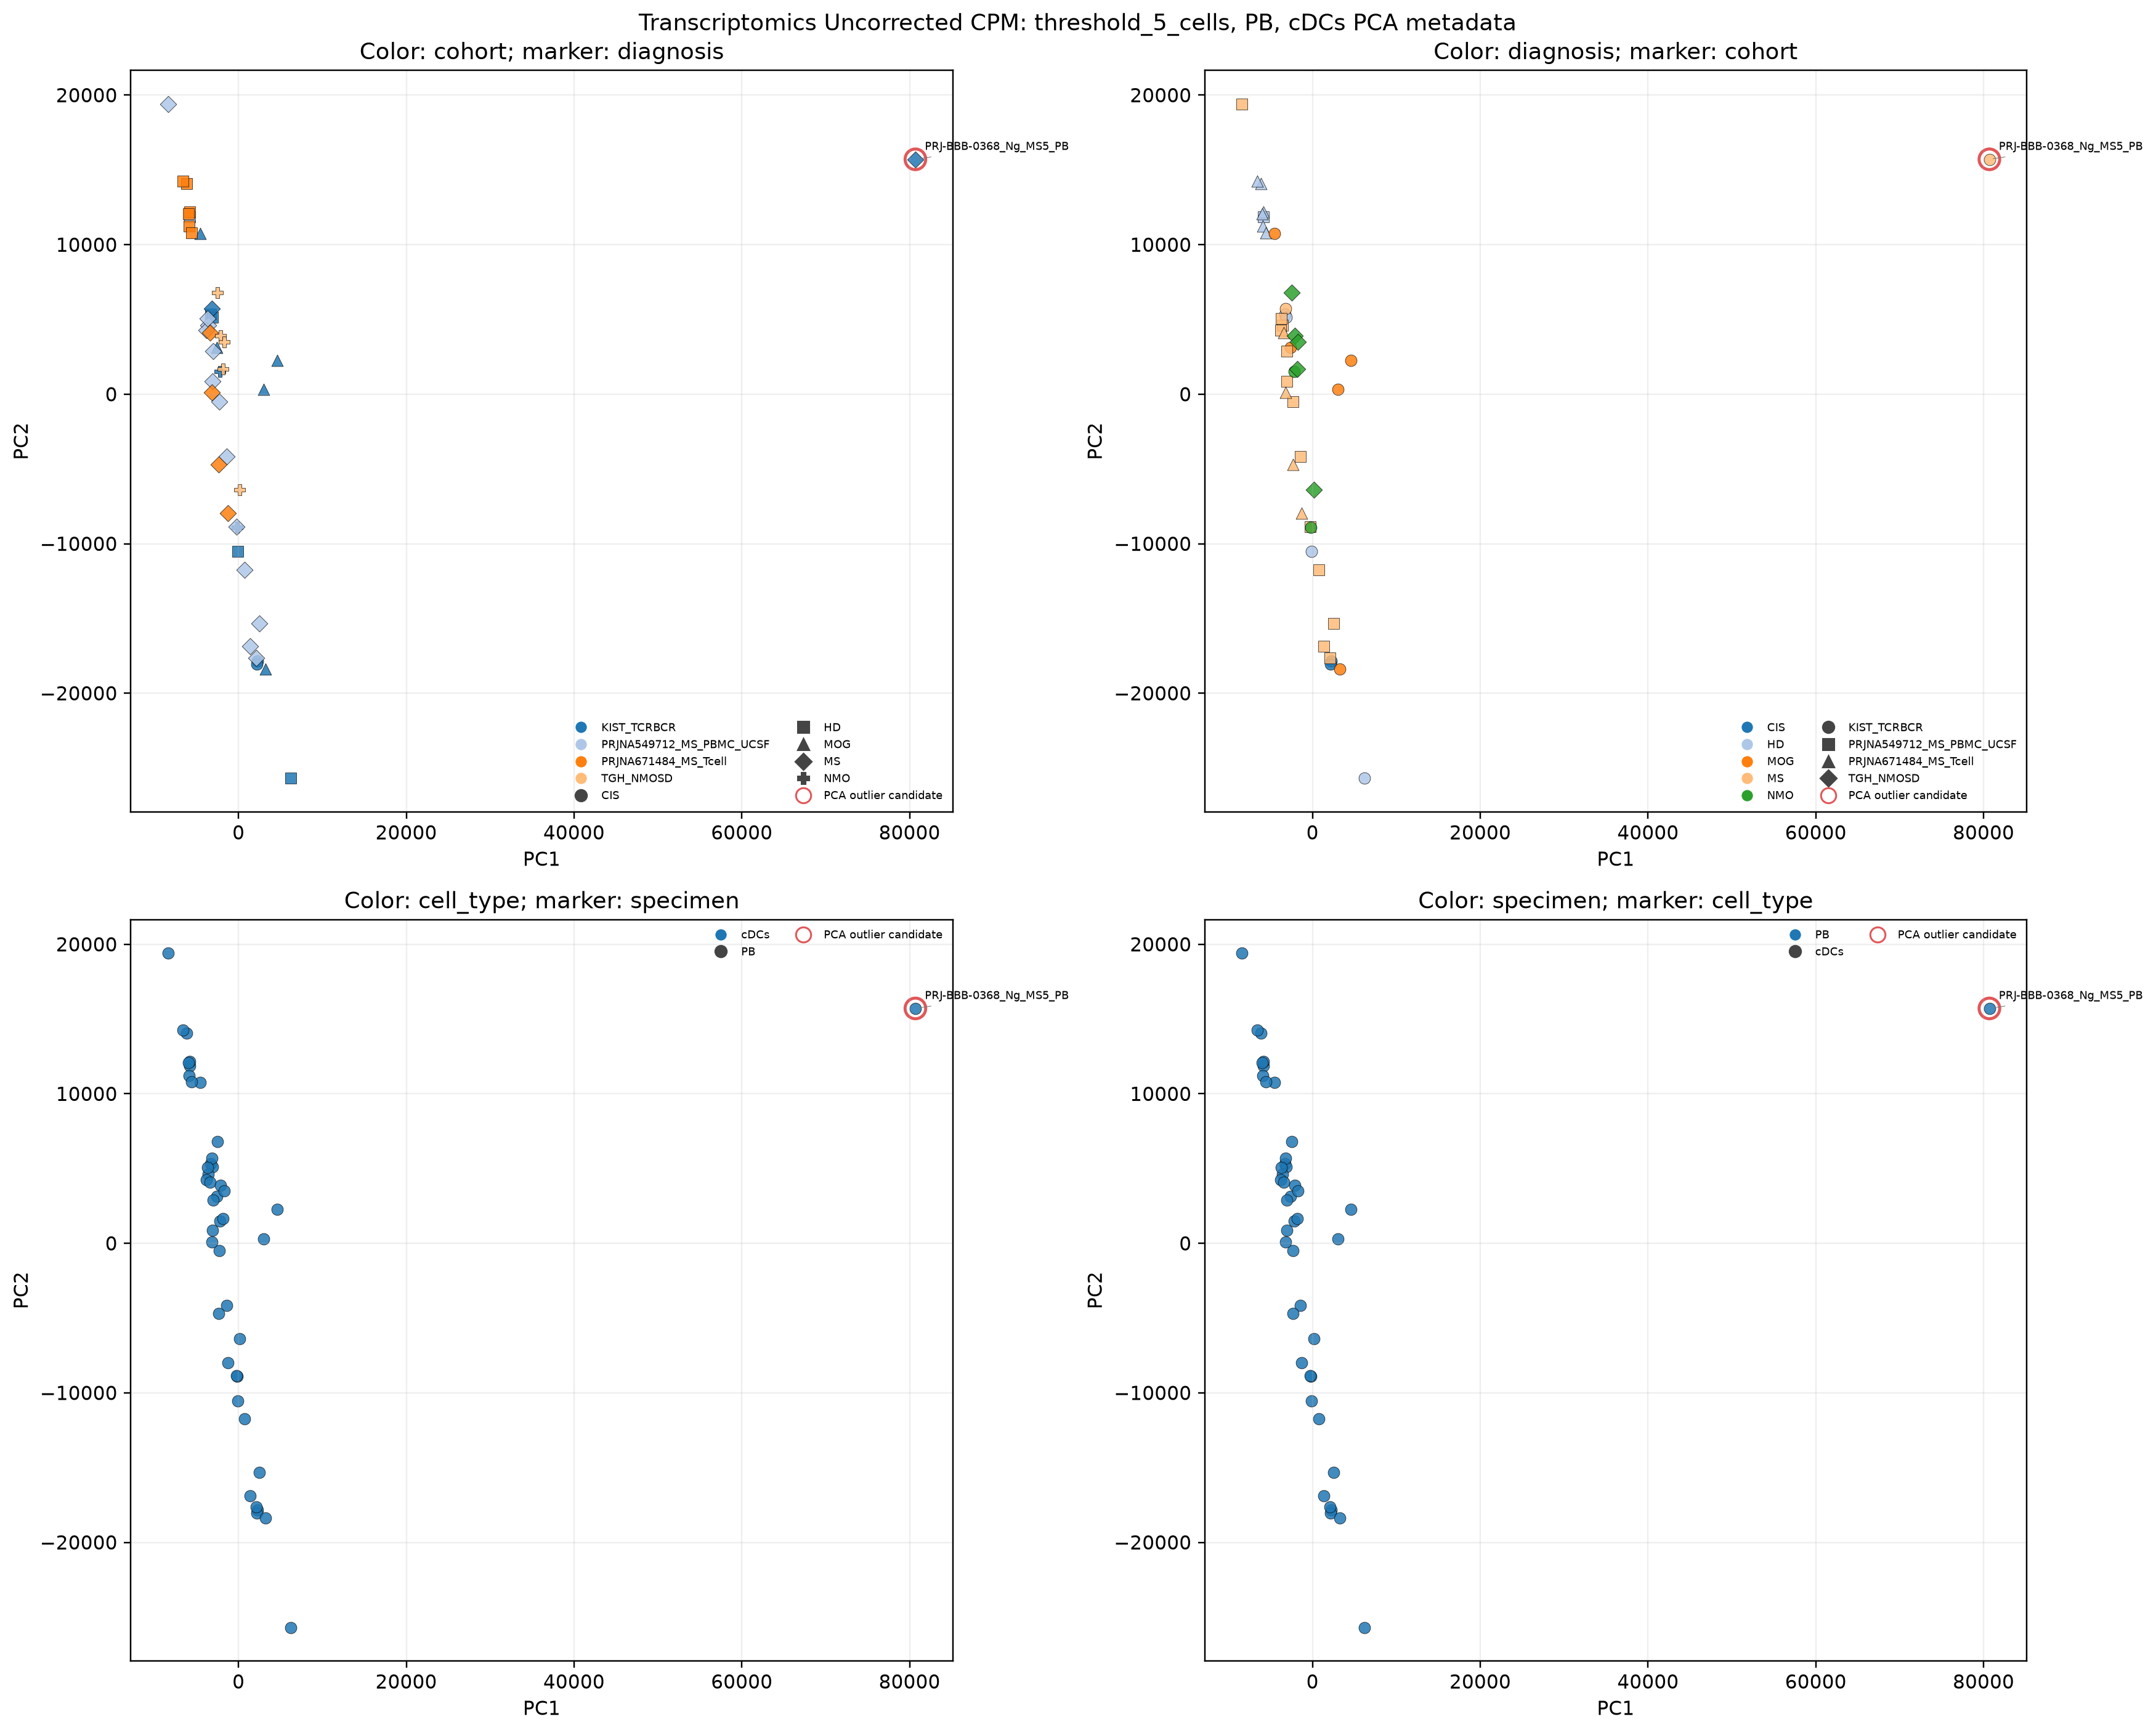 Transcriptomics Uncorrected CPM: threshold_5_cells, PB, cDCs PCA metadata
Color: cohort; marker: diagnosis
20000
10000
0
−10000
−20000
PC2
0
20000
40000
60000
80000
PC1
PRJ-BBB-0368_Ng_MS5_PB
KIST_TCRBCR
PRJNA549712_MS_PBMC_UCSF
PRJNA671484_MS_Tcell
TGH_NMOSD
CIS
HD
MOG
MS
NMO
PCA outlier candidate
Color: diagnosis; marker: cohort
20000
10000
0
−10000
−20000
PC2
0
20000
40000
60000
80000
PC1
PRJ-BBB-0368_Ng_MS5_PB
CIS
HD
MOG
MS
NMO
KIST_TCRBCR
PRJNA549712_MS_PBMC_UCSF
PRJNA671484_MS_Tcell
TGH_NMOSD
PCA outlier candidate
Color: cell_type; marker: specimen
20000
10000
0
−10000
−20000
PC2
0
20000
40000
60000
80000
PC1
cDCs
PB
PCA outlier candidate
PRJ-BBB-0368_Ng_MS5_PB
Color: specimen; marker: cell_type
20000
10000
0
−10000
−20000
PC2
0
20000
40000
60000
80000
PC1
PB
cDCs
PCA outlier candidate
PRJ-BBB-0368_Ng_MS5_PB